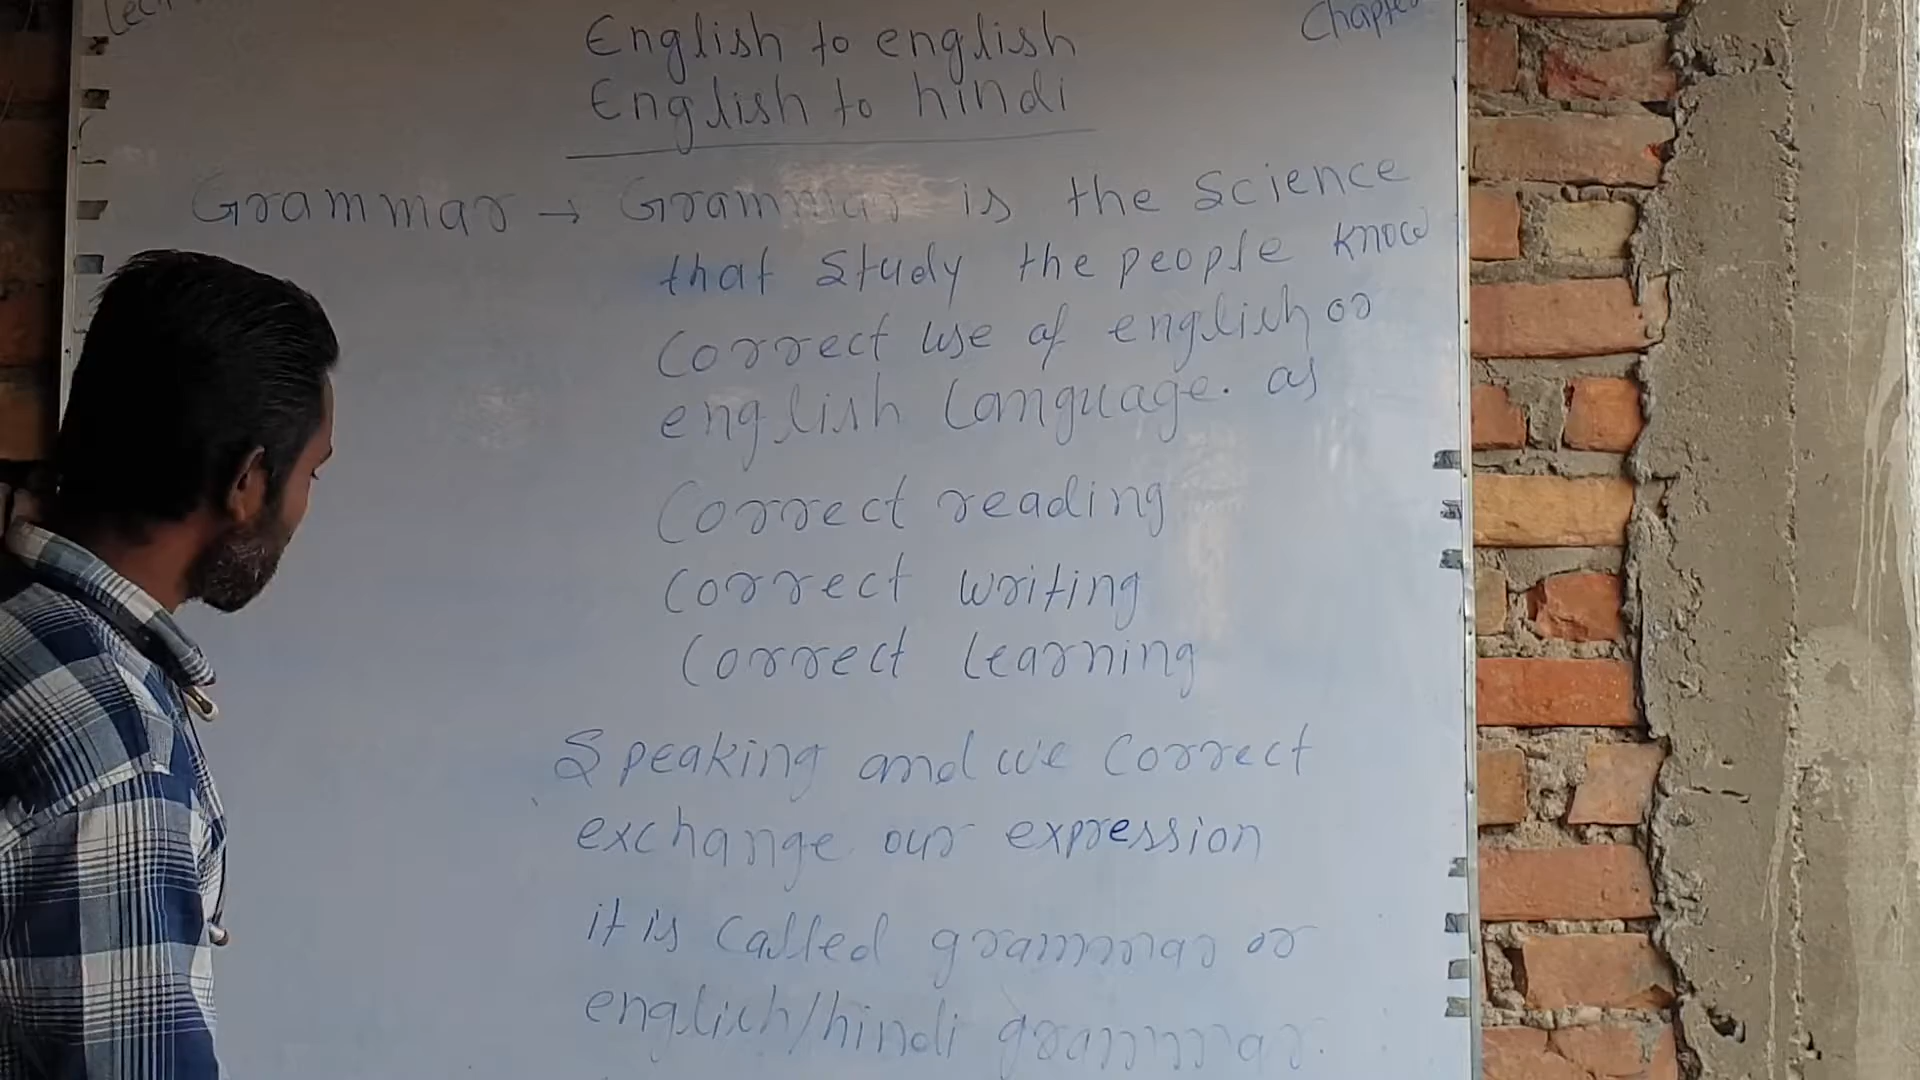 English to english
English to hindi
Grammar → Grammar is the Science
that Study the people know
Correct use of english or
english Language. as
Correct reading
Correct writing
Correct Learning
Speaking and we Correct
exchange our expression
it is Called grammar or
english/hindi grammar.